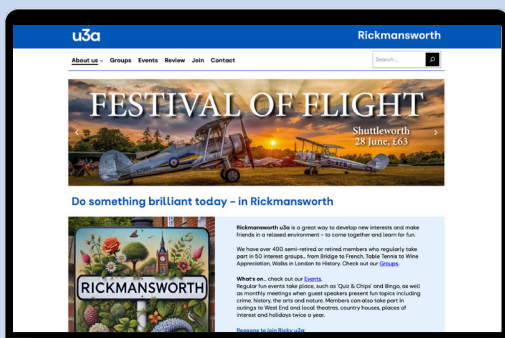 u3a
Rickmansworth
About us Groups Events Review Join Contact
Search ...
FESTIVAL OF FLIGHT
Shuttleworth
28 June, £63
Do something brilliant today – in Rickmansworth
RICKMANSWORTH
Rickmansworth u3a is a great way to develop new interests and make
friends in a relaxed environment – to come together and learn for fun.
We have over 400 semi-retired or retired members who regularly take
part in 50 interest groups.. from Bridge to French, Table Tennis to Wine
Appreciation, Walks in London to History. Check out our Groups.
What's on.. check out our Events.
Regular fun events take place, such as 'Quiz & Chips' and Bingo, as well
as monthly meetings when guest speakers present fun topics including
crime, history, the arts and nature. Members can also take part in
outings to West End and local theatres, country houses, places of
interest and holidays twice a year.
Reasons to join Ricky u3a: